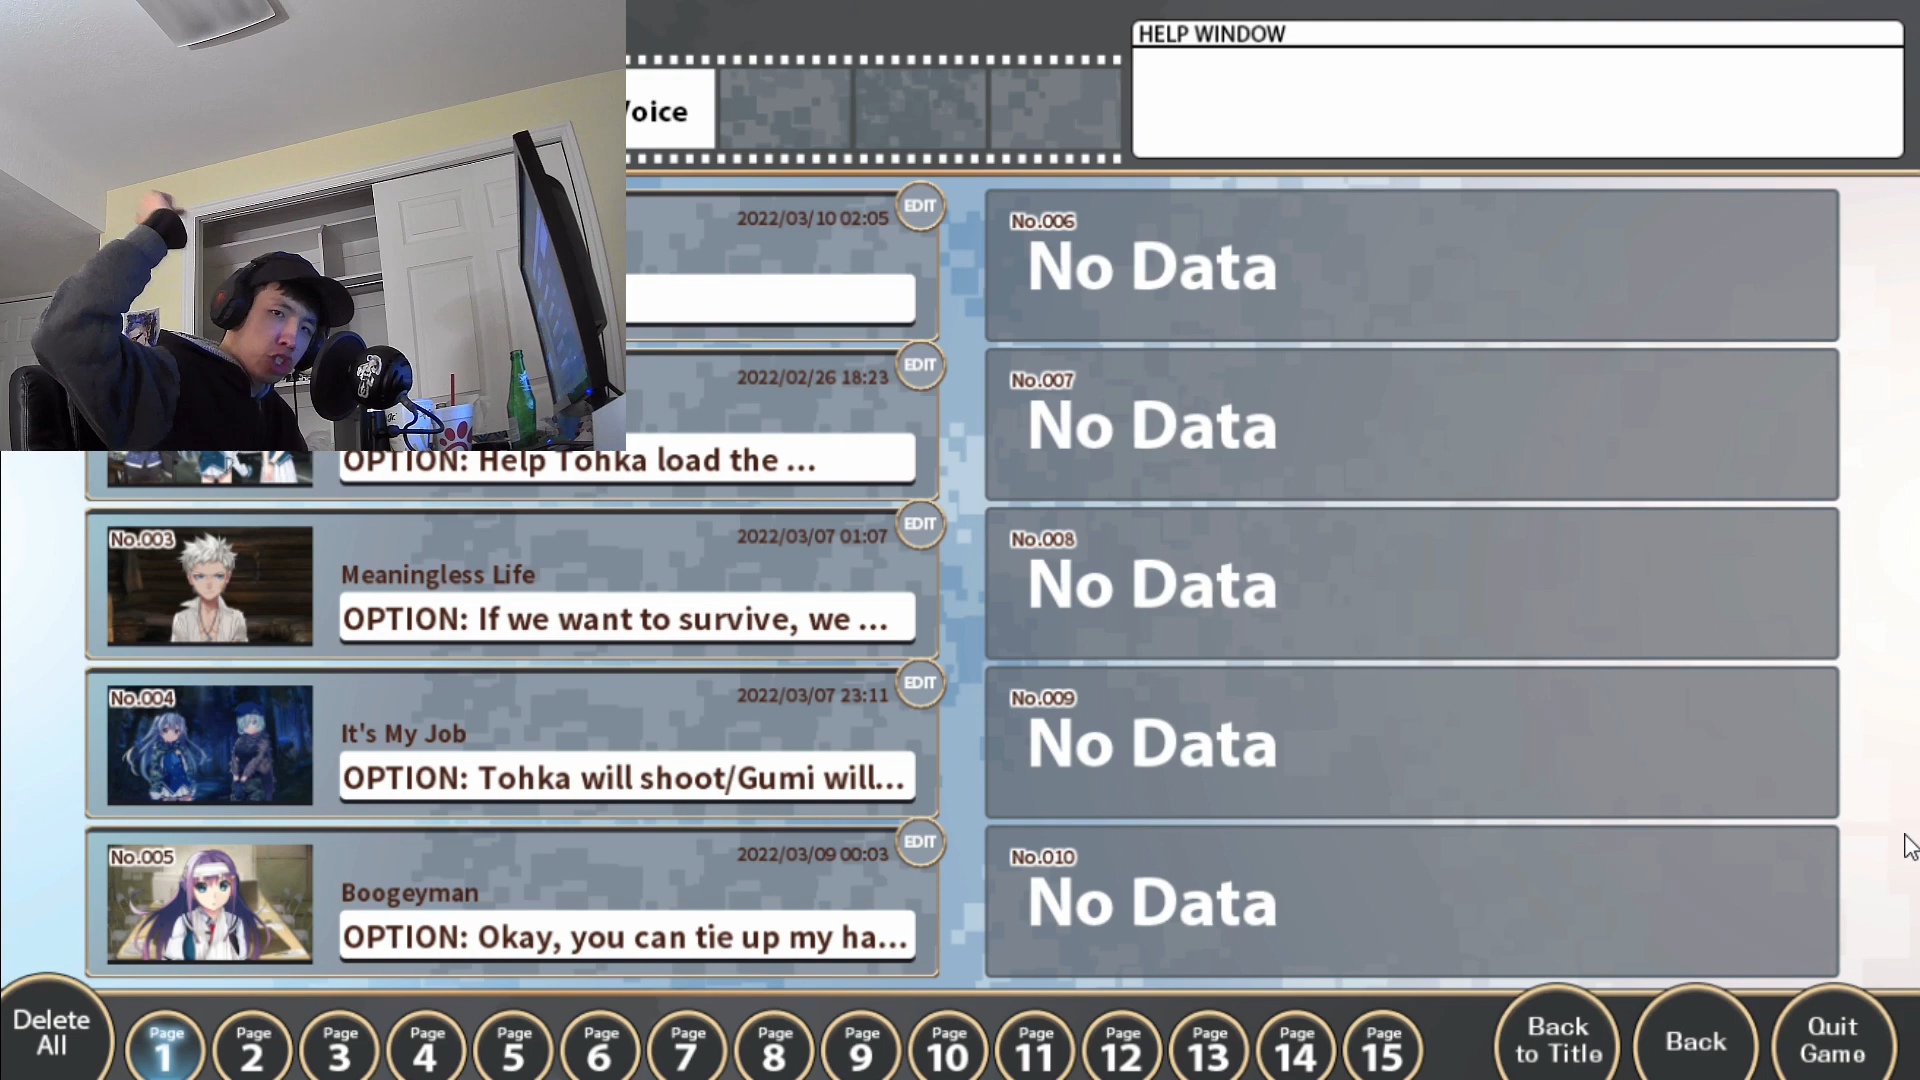 HELP WINDOW
Voice
2022/03/10 02:05
EDIT
2022/02/26 18:23
EDIT
OPTION: Help Tohka load the ...
No.003
2022/03/07 01:07
EDIT
Meaningless Life
OPTION: If we want to survive, we ...
No.004
2022/03/07 23:11
EDIT
It's My Job
OPTION: Tohka will shoot/Gumi will...
No.005
2022/03/09 00:03
EDIT
Boogeyman
OPTION: Okay, you can tie up my ha...
No.006
No Data
No.007
No Data
No.008
No Data
No.009
No Data
No.010
No Data
Delete
All
Page
1
Page
2
Page
3
Page
4
Page
5
Page
6
Page
7
Page
8
Page
9
Page
10
Page
11
Page
12
Page
13
Page
14
Page
15
Back
to Title
Back
Quit
Game